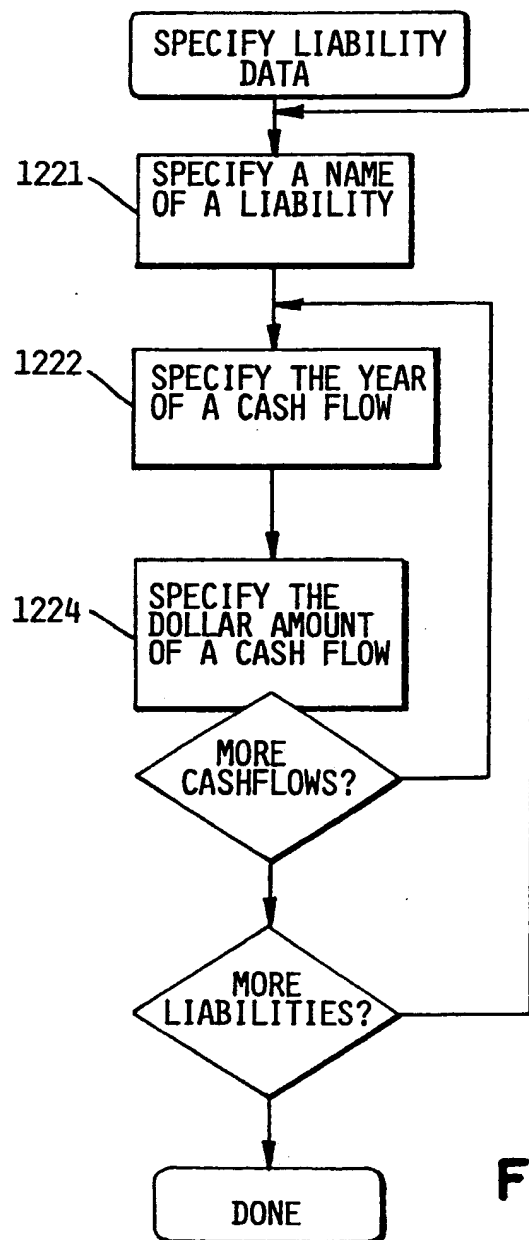 SPECIFY LIABILITY
DATA
1221
SPECIFY A NAME
OF A LIABILITY
1222
SPECIFY THE YEAR
OF A CASH FLOW
1224
SPECIFY THE
DOLLAR AMOUNT
OF A CASH FLOW
MORE
CASHFLOWS?
MORE
LIABILITIES?
DONE
F